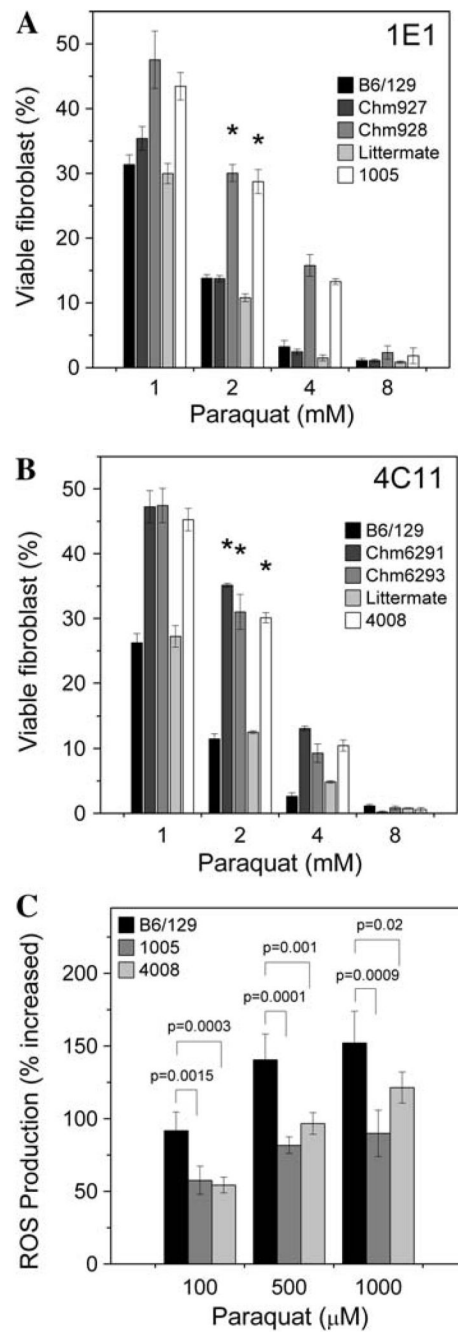 A
1E1
Viable fibroblast (%)
50
40
30
20
10
0
B6/129
Chm927
Chm928
Littermate
1005
*
*
1
2
4
8
Paraquat (mM)
B
4C11
Viable fibroblast (%)
50
40
30
20
10
0
B6/129
Chm6291
Chm6293
Littermate
4008
*
*
*
1
2
4
8
Paraquat (mM)
C
ROS Production (% increased)
200
150
100
50
0
B6/129
1005
4008
p=0.0003
p=0.0015
p=0.001
p=0.0001
p=0.02
p=0.0009
100
500
1000
Paraquat (μM)